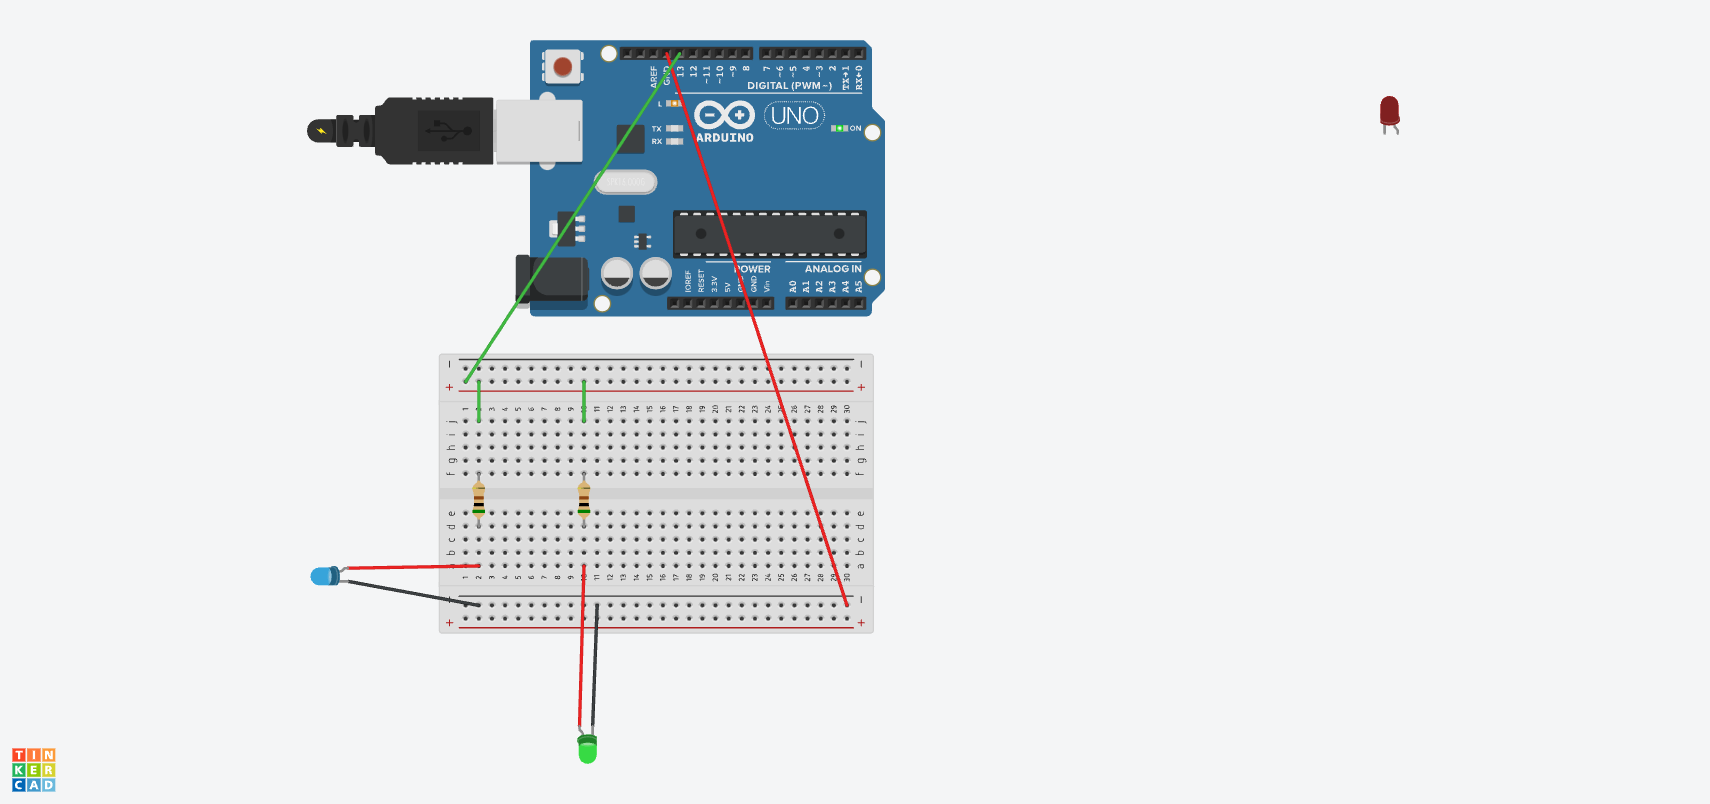 AREF
GND
13
12
~11
~10
~9
8
7
~6
~5
4
~3
2
TX→1
RX←0
DIGITAL (PWM~)
L
TX
RX
ARDUINO
UNO
ON
POWER
ANALOG IN
IOREF
RESET
3.3V
5V
GND
Vin
A0
A1
A2
A3
A4
A5
− −
+ +
1 2 3 4 5 6 7 8 9 11 12 13 14 15 16 17 18 19 20 21 22 23 24 26 27 28 29 30
j j
i i
h h
g g
f f
e e
d d
c c
b b
a
1 2 3 4 5 6 7 8 9 11 12 13 14 15 16 17 18 19 20 21 22 23 24 25 26 27 28 29 30
−
+ +
TIN
KER
CAD